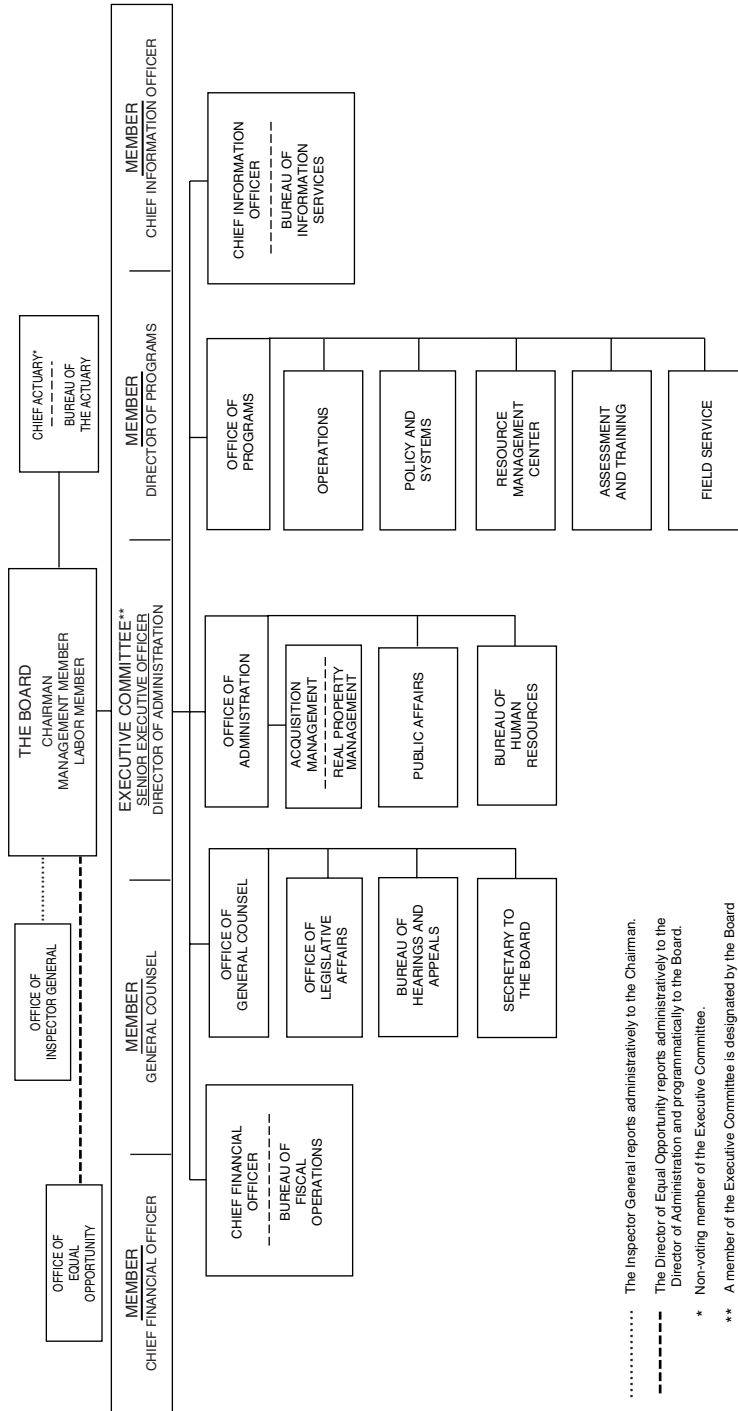 THE BOARD
CHAIRMAN
MANAGEMENT MEMBER
LABOR MEMBER
OFFICE OF
EQUAL
OPPORTUNITY
OFFICE OF
INSPECTOR GENERAL
CHIEF ACTUARY*
BUREAU OF
THE ACTUARY
MEMBER
CHIEF FINANCIAL OFFICER
MEMBER
GENERAL COUNSEL
EXECUTIVE COMMITTEE**
SENIOR EXECUTIVE OFFICER
DIRECTOR OF ADMINISTRATION
MEMBER
DIRECTOR OF PROGRAMS
MEMBER
CHIEF INFORMATION OFFICER
CHIEF FINANCIAL
OFFICER
BUREAU OF
FISCAL
OPERATIONS
OFFICE OF
GENERAL COUNSEL
OFFICE OF
LEGISLATIVE
AFFAIRS
BUREAU OF
HEARINGS AND
APPEALS
SECRETARY TO
THE BOARD
OFFICE OF
ADMINISTRATION
ACQUISITION
MANAGEMENT
REAL PROPERTY
MANAGEMENT
PUBLIC AFFAIRS
BUREAU OF
HUMAN
RESOURCES
OFFICE OF
PROGRAMS
OPERATIONS
POLICY AND
SYSTEMS
RESOURCE
MANAGEMENT
CENTER
ASSESSMENT
AND TRAINING
FIELD SERVICE
CHIEF INFORMATION
OFFICER
BUREAU OF
INFORMATION
SERVICES
The Inspector General reports administratively to the Chairman.
The Director of Equal Opportunity reports administratively to the
Director of Administration and programmatically to the Board.
* Non-voting member of the Executive Committee.
** A member of the Executive Committee is designated by the Board